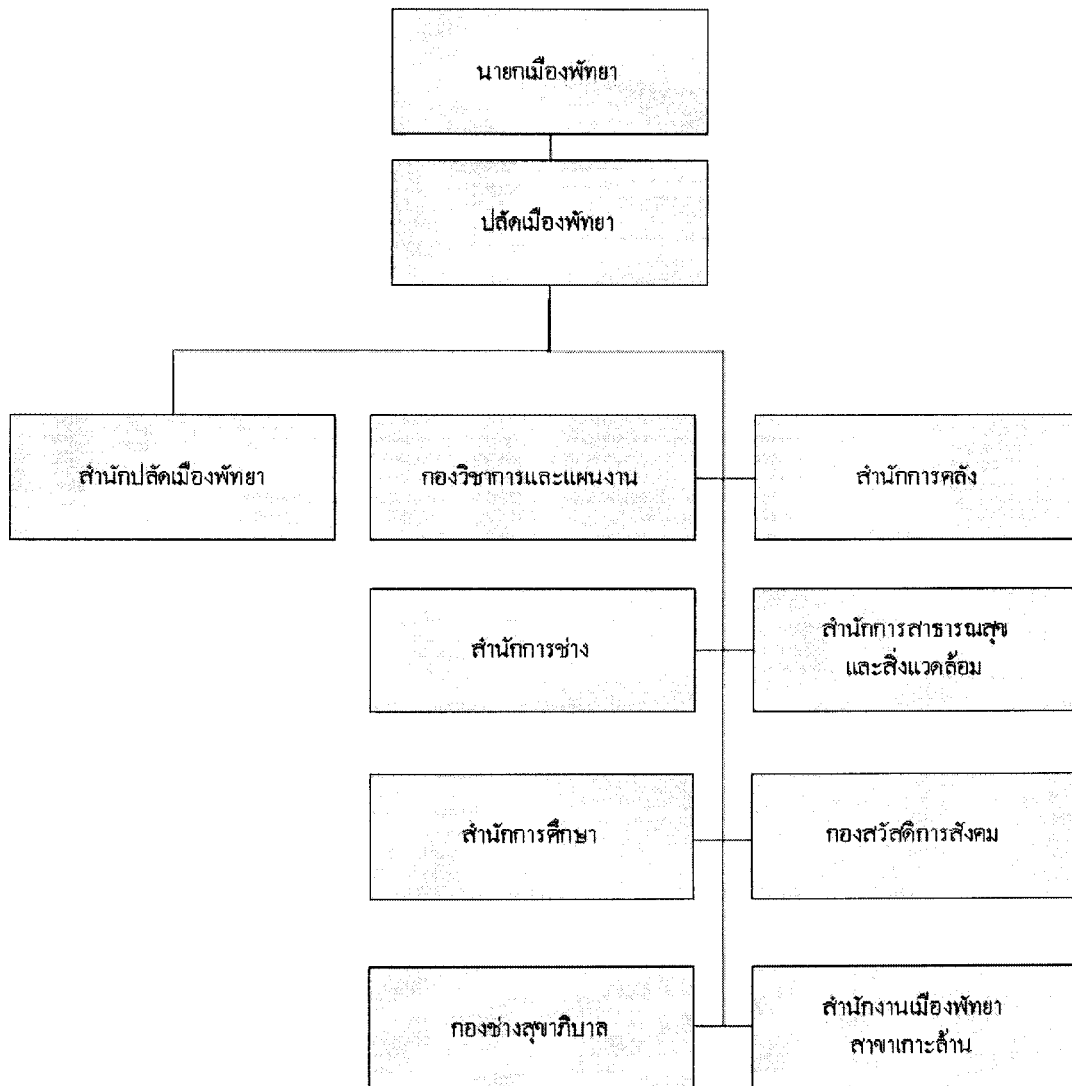 นายกเมืองพัทยา
ปลัดเมืองพัทยา
สำนักปลัดเมืองพัทยา
กองวิชาการและแผนงาน
สำนักการคลัง
สำนักการช่าง
สำนักการสาธารณสุข
และสิ่งแวดล้อม
สำนักการศึกษา
กองสวัสดิการสังคม
กองช่างสุขาภิบาล
สำนักงานเมืองพัทยา
สาขาเกาะล้าน